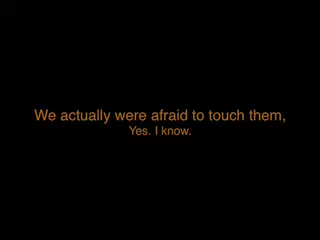 We actually were afraid to touch them,
Yes. I know.